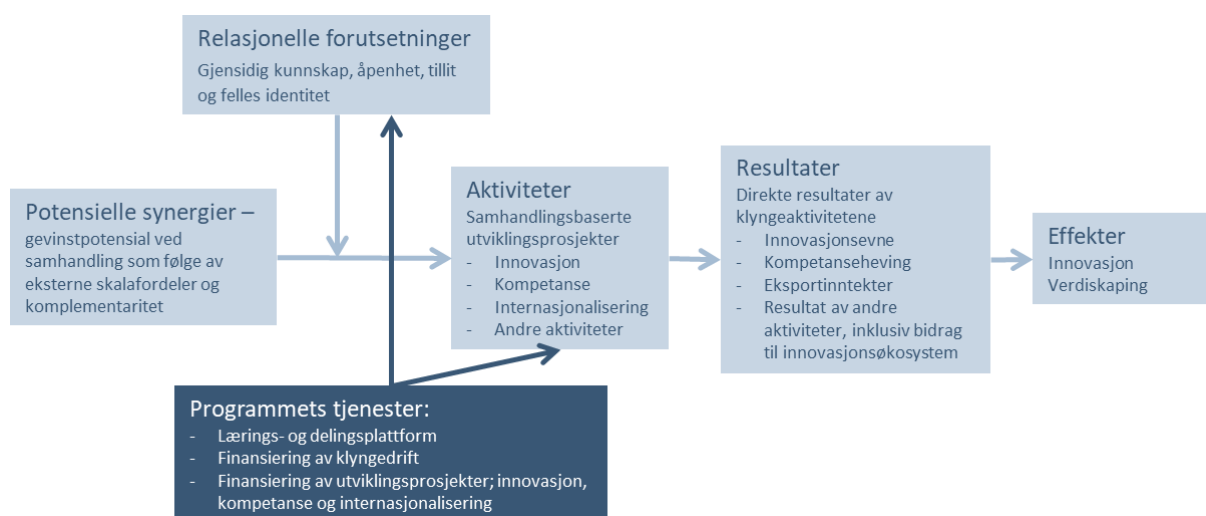 Relasjonelle forutsetninger
Gjensidig kunnskap, åpenhet, tillit
og felles identitet
Potensielle synergier –
gevinstpotensial ved
samhandling som følge av
eksterne skalafordeler og
komplementaritet
Aktiviteter
Samhandlingsbaserte
utviklingsprosjekter
- Innovasjon
- Kompetanse
- Internasjonalisering
- Andre aktiviteter
Resultater
Direkte resultater av
klyngeaktivitetene
- Innovasjonsevne
- Kompetanseheving
- Eksportinntekter
- Resultat av andre
aktiviteter, inklusiv bidrag
til innovasjonsøkosystem
Effekter
Innovasjon
Verdiskaping
Programmets tjenester:
- Lærings- og delingsplattform
- Finansiering av klyngedrift
- Finansiering av utviklingsprosjekter; innovasjon,
kompetanse og internasjonalisering